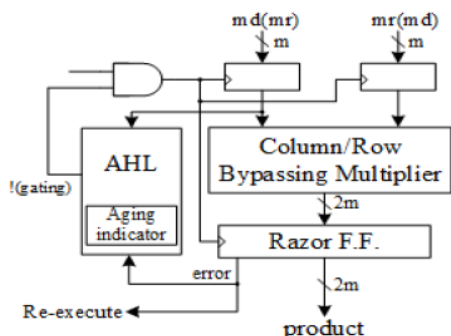 md(mr)
mr(md)
m
m
AHL
Column/Row
Bypassing Multiplier
!(gating)
Aging
indicator
2m
Razor F.F.
error
2m
Re-execute
product